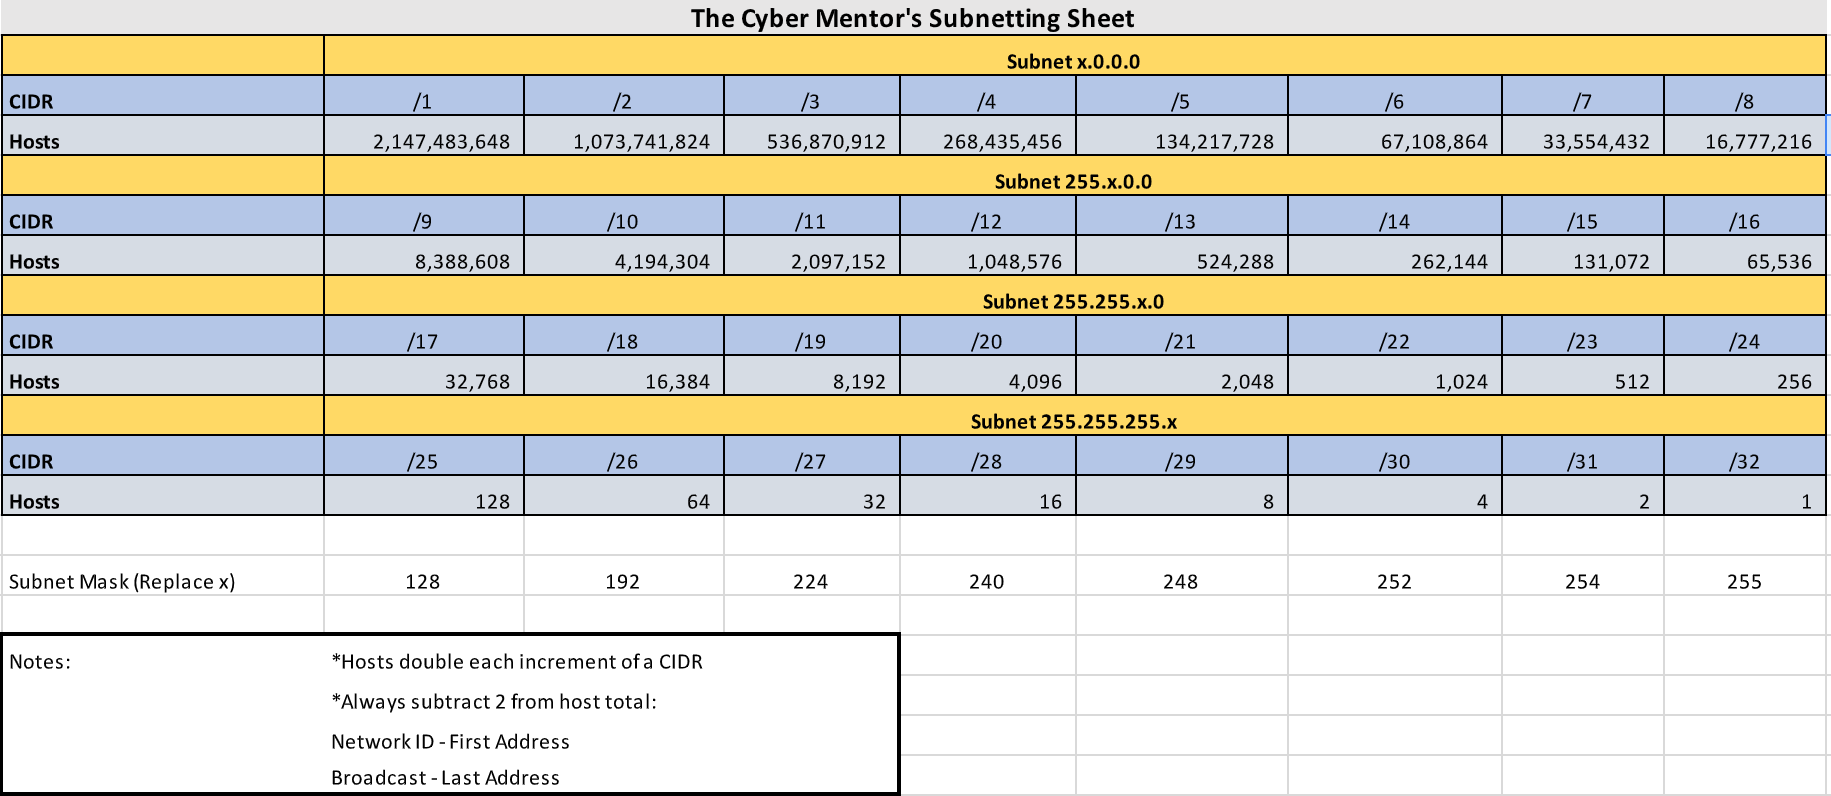 The Cyber Mentor's Subnetting Sheet
Subnet x.0.0.0
CIDR /1 /2 /3 /4 /5 /6 /7 /8
Hosts 2,147,483,648 1,073,741,824 536,870,912 268,435,456 134,217,728 67,108,864 33,554,432 16,777,216
Subnet 255.x.0.0
CIDR /9 /10 /11 /12 /13 /14 /15 /16
Hosts 8,388,608 4,194,304 2,097,152 1,048,576 524,288 262,144 131,072 65,536
Subnet 255.255.x.0
CIDR /17 /18 /19 /20 /21 /22 /23 /24
Hosts 32,768 16,384 8,192 4,096 2,048 1,024 512 256
Subnet 255.255.255.x
CIDR /25 /26 /27 /28 /29 /30 /31 /32
Hosts 128 64 32 16 8 4 2 1
Subnet Mask (Replace x) 128 192 224 240 248 252 254 255
Notes: *Hosts double each increment of a CIDR
*Always subtract 2 from host total:
Network ID - First Address
Broadcast - Last Address